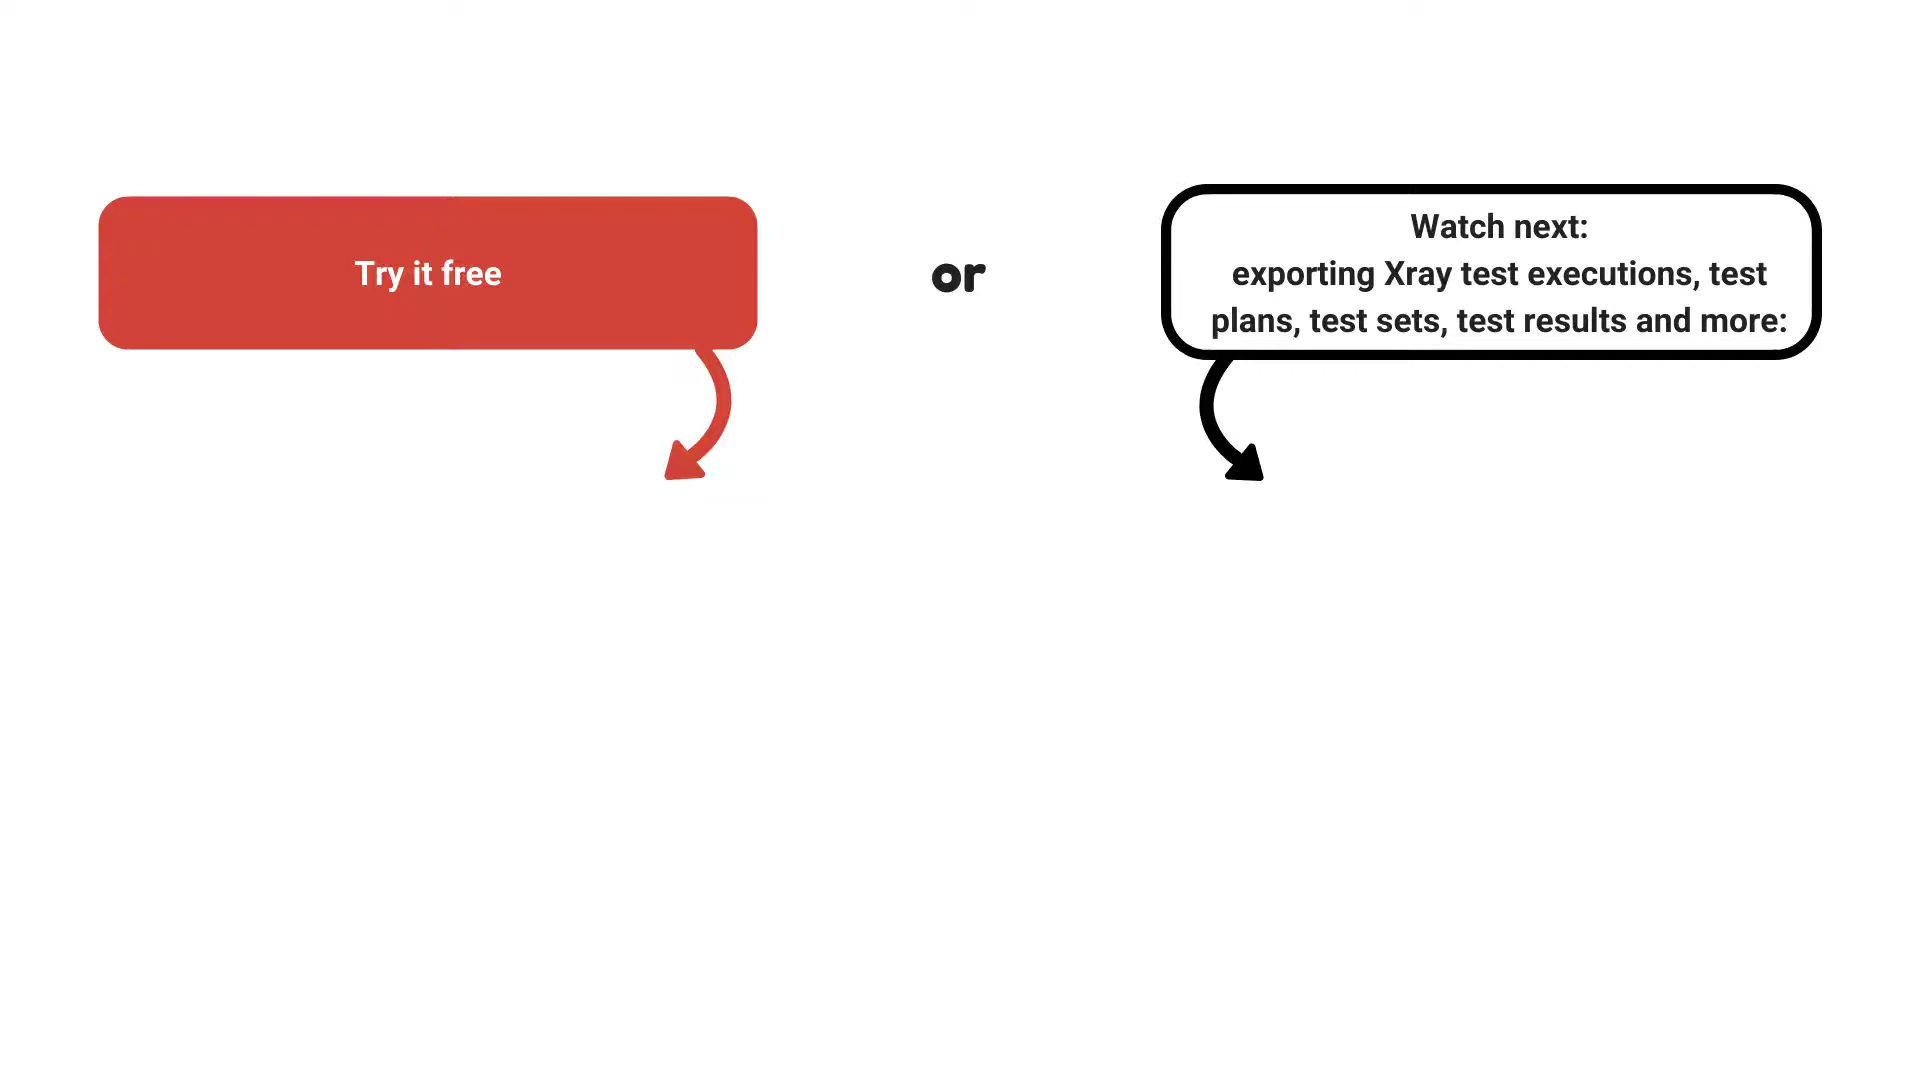 Try it free
or
Watch next:
exporting Xray test executions, test
plans, test sets, test results and more: